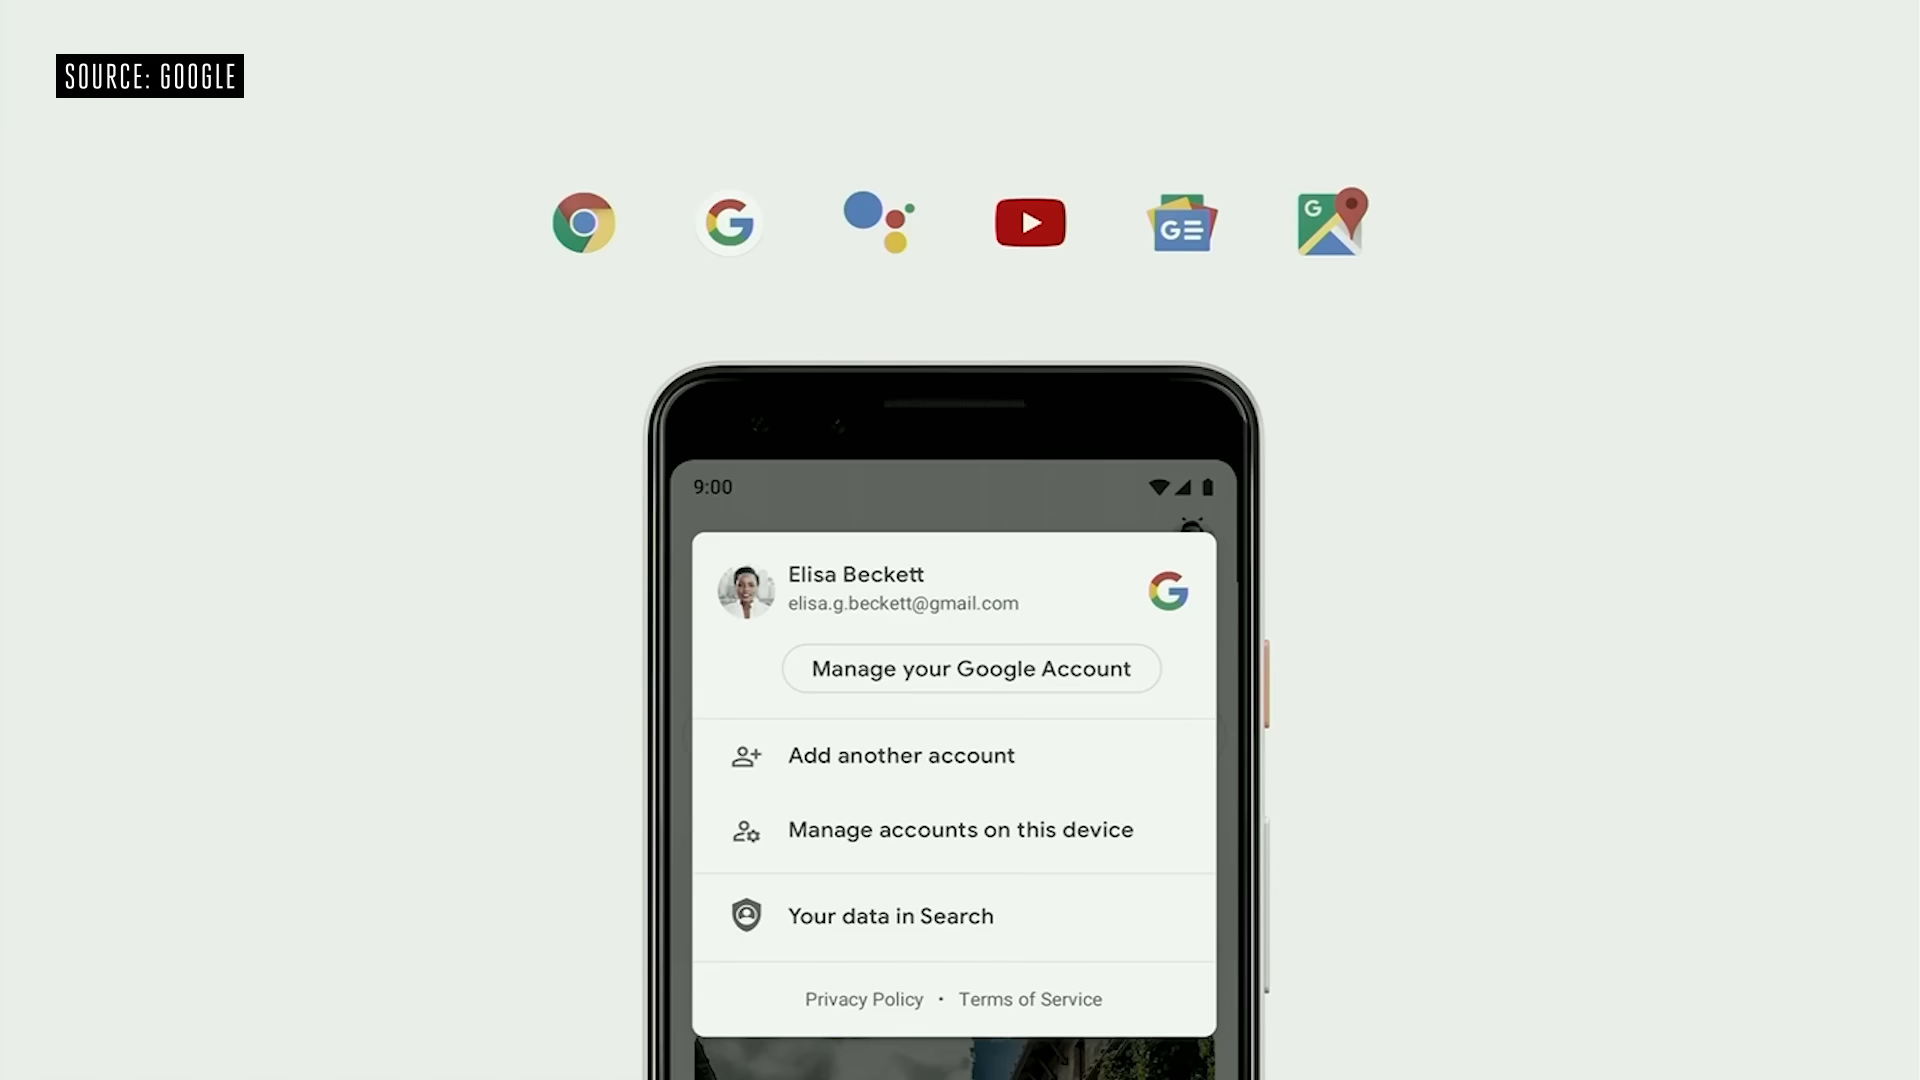 SOURCE: GOOGLE
G
G
9:00
Elisa Beckett
elisa.g.beckett@gmail.com
G
Manage your Google Account
Add another account
Manage accounts on this device
Your data in Search
Privacy Policy • Terms of Service